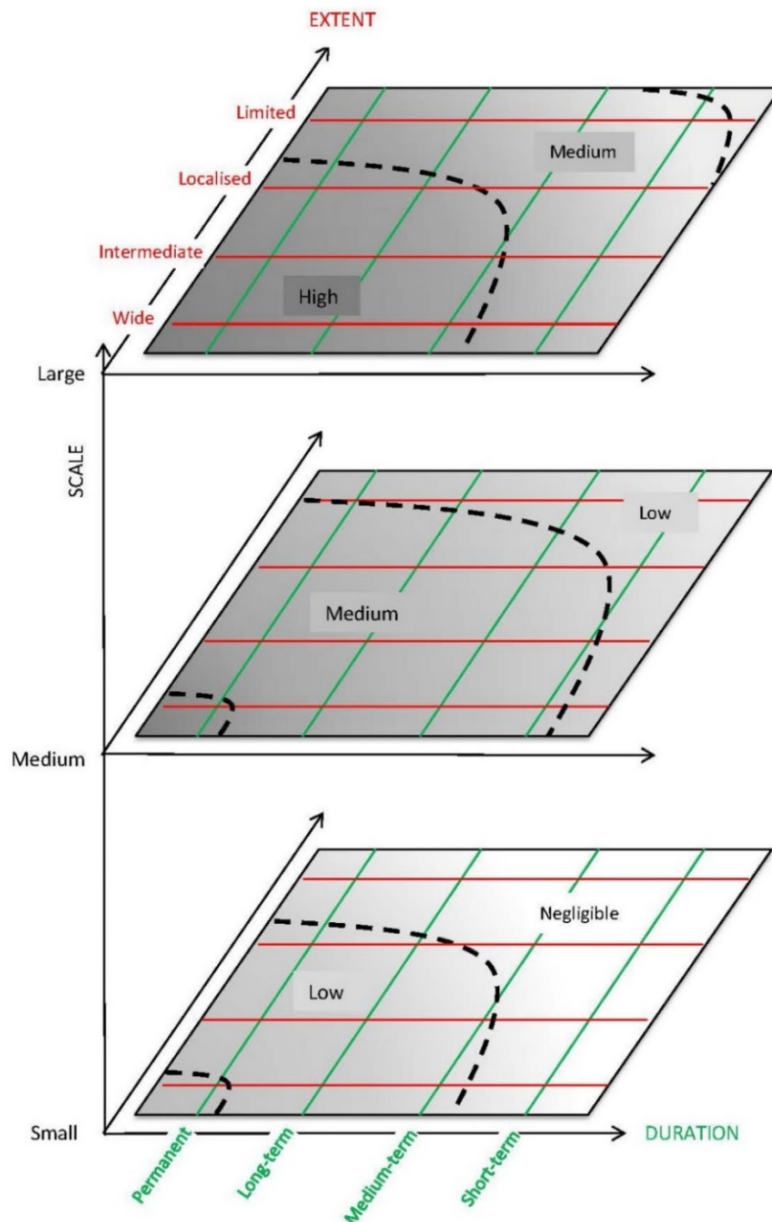 EXTENT
Limited
Medium
Localised
Intermediate
High
Wide
Large
SCALE
Low
Medium
Medium
Negligible
Low
Small
Permanent
Long-term
Medium-term
Short-term
DURATION